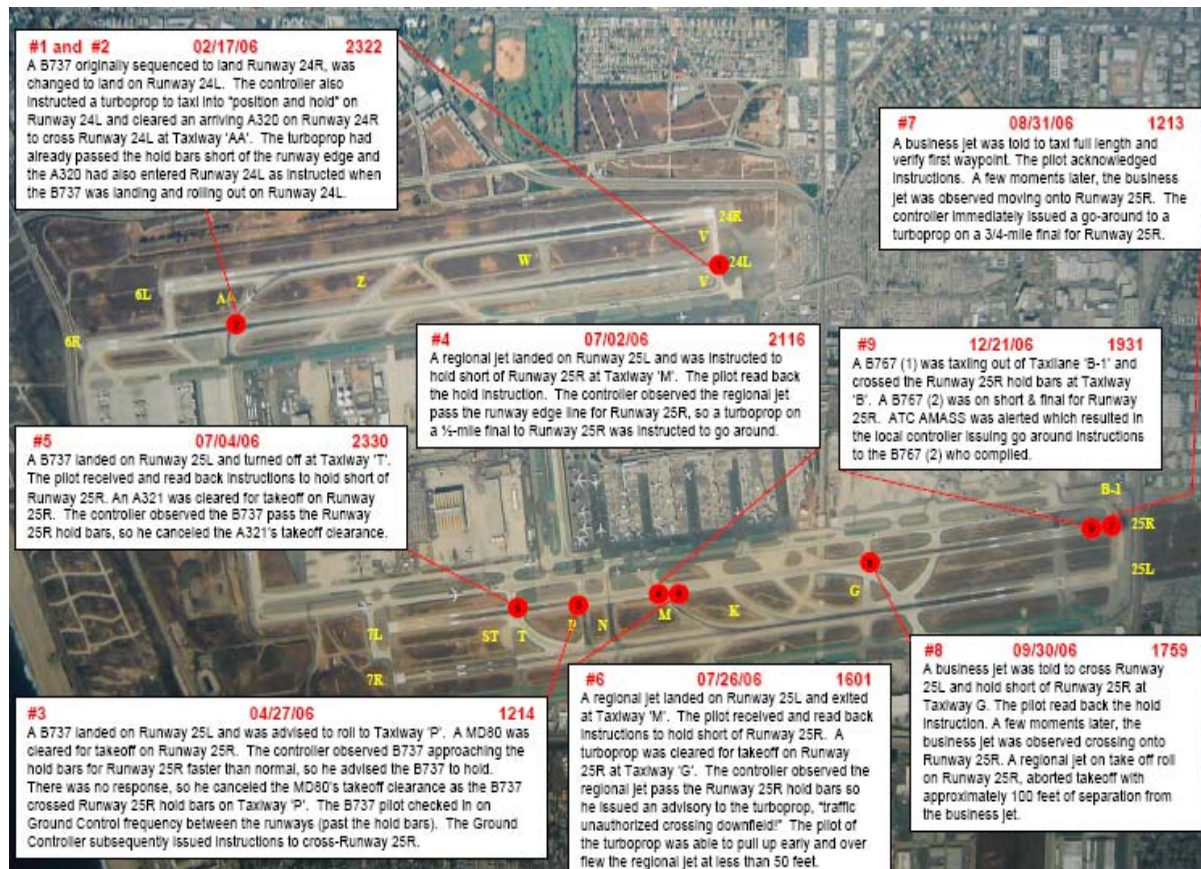 #1 and #2 02/17/06 2322
A B737 originally sequenced to land Runway 24R, was
changed to land on Runway 24L. The controller also
instructed a turboprop to taxi into "position and hold" on
Runway 24L and cleared an arriving A320 on Runway 24R
to cross Runway 24L at Taxiway 'AA'. The turboprop had
already passed the hold bars short of the runway edge and
the A320 had also entered Runway 24L as instructed when
the B737 was landing and rolling out on Runway 24L.
#7 08/31/06 1213
A business jet was told to taxi full length and
verify first waypoint. The pilot acknowledged
instructions. A few moments later, the business
jet was observed moving onto Runway 25R. The
controller immediately issued a go-around to a
turboprop on a 3/4-mile final for Runway 25R.
24R
V
W
24L
1
V
Z
6L
AA
2
6R
#4 07/02/06 2116
A regional jet landed on Runway 25L and was instructed to
hold short of Runway 25R at Taxiway 'M'. The pilot read back
the hold instruction. The controller observed the regional jet
pass the runway edge line for Runway 25R, so a turboprop on
a ½-mile final to Runway 25R was instructed to go around.
#9 12/21/06 1931
A B767 (1) was taxiing out of Taxilane 'B-1' and
crossed the Runway 25R hold bars at Taxiway
'B'. A B767 (2) was on short & final for Runway
25R. ATC AMASS was alerted which resulted in
the local controller issuing go around instructions
to the B767 (2) who complied.
#5 07/04/06 2330
A B737 landed on Runway 25L and turned off at Taxiway 'T'.
The pilot received and read back instructions to hold short of
Runway 25R. An A321 was cleared for takeoff on Runway
25R. The controller observed the B737 pass the Runway
25R hold bars, so he canceled the A321's takeoff clearance.
B-1
25R
25L
G
K
M
N
T
ST
7L
7R
#3 04/27/06 1214
A B737 landed on Runway 25L and was advised to roll to Taxiway 'P'. A MD80 was
cleared for takeoff on Runway 25R. The controller observed B737 approaching the
hold bars for Runway 25R faster than normal, so he advised the B737 to hold.
There was no response, so he canceled the MD80's takeoff clearance as the B737
crossed Runway 25R hold bars on Taxiway 'P'. The B737 pilot checked in on
Ground Control frequency between the runways (past the hold bars). The Ground
Controller subsequently issued instructions to cross-Runway 25R.
#6 07/26/06 1601
A regional jet landed on Runway 25L and exited
at Taxiway 'M'. The pilot received and read back
instructions to hold short of Runway 25R. A
turboprop was cleared for takeoff on Runway
25R at Taxiway 'G'. The controller observed the
regional jet pass the Runway 25R hold bars so
he issued an advisory to the turboprop, "traffic
unauthorized crossing downfield!" The pilot of
the turboprop was able to pull up early and over
flew the regional jet at less than 50 feet.
#8 09/30/06 1759
A business jet was told to cross Runway
25L and hold short of Runway 25R at
Taxiway G. The pilot read back the hold
instruction. A few moments later, the
business jet was observed crossing onto
Runway 25R. A regional jet on take off roll
on Runway 25R, aborted takeoff with
approximately 100 feet of separation from
the business jet.